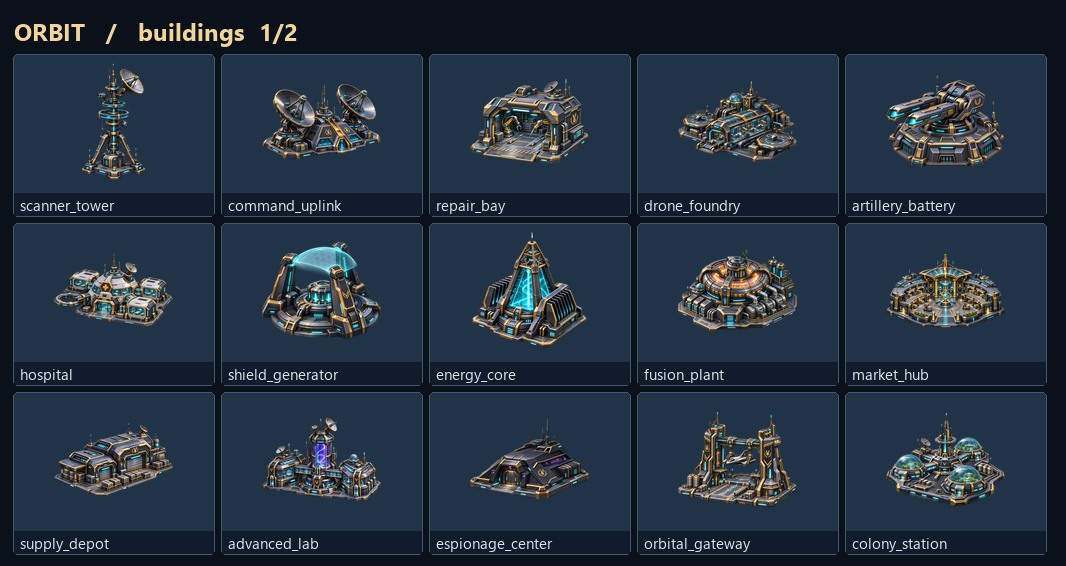 ORBIT / buildings 1/2
scanner_tower
command_uplink
repair_bay
drone_foundry
artillery_battery
hospital
shield_generator
energy_core
fusion_plant
market_hub
supply_depot
advanced_lab
espionage_center
orbital_gateway
colony_station